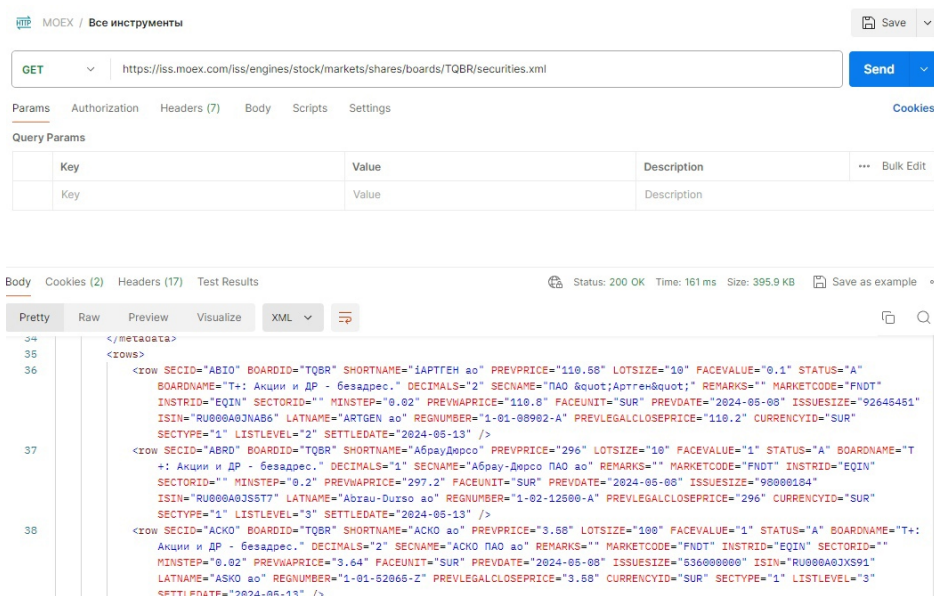 HTTP MOEX / Все инструменты
Save
GET https://iss.moex.com/iss/engines/stock/markets/shares/boards/TQBR/securities.xml Send
Params Authorization Headers (7) Body Scripts Settings Cookies
Query Params
Key Value Description ••• Bulk Edit
Key Value Description
Body Cookies (2) Headers (17) Test Results Status: 200 OK Time: 161 ms Size: 395.9 KB Save as example
Pretty Raw Preview Visualize XML
34 </metadata>
35 <rows>
36 <row SECID="ABIO" BOARDID="TQBR" SHORTNAME="iАРТГЕН ао" PREVPRICE="110.58" LOTSIZE="10" FACEVALUE="0.1" STATUS="A"
BOARDNAME="Т+: Акции и ДР - безадрес." DECIMALS="2" SECNAME="ПАО &quot;Артген&quot;" REMARKS="" MARKETCODE="FNDT"
INSTRID="EQIN" SECTORID="" MINSTEP="0.02" PREVWAPRICE="110.8" FACEUNIT="SUR" PREVDATE="2024-05-08" ISSUESIZE="92645451"
ISIN="RU000A0JNAB6" LATNAME="ARTGEN ao" REGNUMBER="1-01-08902-A" PREVLEGALCLOSEPRICE="110.2" CURRENCYID="SUR"
SECTYPE="1" LISTLEVEL="2" SETTLEDATE="2024-05-13" />
37 <row SECID="ABRD" BOARDID="TQBR" SHORTNAME="АбрауДюрсо" PREVPRICE="296" LOTSIZE="10" FACEVALUE="1" STATUS="A" BOARDNAME="Т
+: Акции и ДР - безадрес." DECIMALS="1" SECNAME="Абрау-Дюрсо ПАО ао" REMARKS="" MARKETCODE="FNDT" INSTRID="EQIN"
SECTORID="" MINSTEP="0.2" PREVWAPRICE="297.2" FACEUNIT="SUR" PREVDATE="2024-05-08" ISSUESIZE="98000184"
ISIN="RU000A0JS5T7" LATNAME="Abrau-Durso ao" REGNUMBER="1-02-12500-A" PREVLEGALCLOSEPRICE="296" CURRENCYID="SUR"
SECTYPE="1" LISTLEVEL="3" SETTLEDATE="2024-05-13" />
38 <row SECID="ACKO" BOARDID="TQBR" SHORTNAME="АСКО ао" PREVPRICE="3.58" LOTSIZE="100" FACEVALUE="1" STATUS="A" BOARDNAME="Т+:
Акции и ДР - безадрес." DECIMALS="2" SECNAME="АСКО ПАО ао" REMARKS="" MARKETCODE="FNDT" INSTRID="EQIN" SECTORID=""
MINSTEP="0.02" PREVWAPRICE="3.64" FACEUNIT="SUR" PREVDATE="2024-05-08" ISSUESIZE="536000000" ISIN="RU000A0JXS91"
LATNAME="ASKO ao" REGNUMBER="1-01-52065-Z" PREVLEGALCLOSEPRICE="3.58" CURRENCYID="SUR" SECTYPE="1" LISTLEVEL="3"
SETTLEDATE="2024-05-13" />